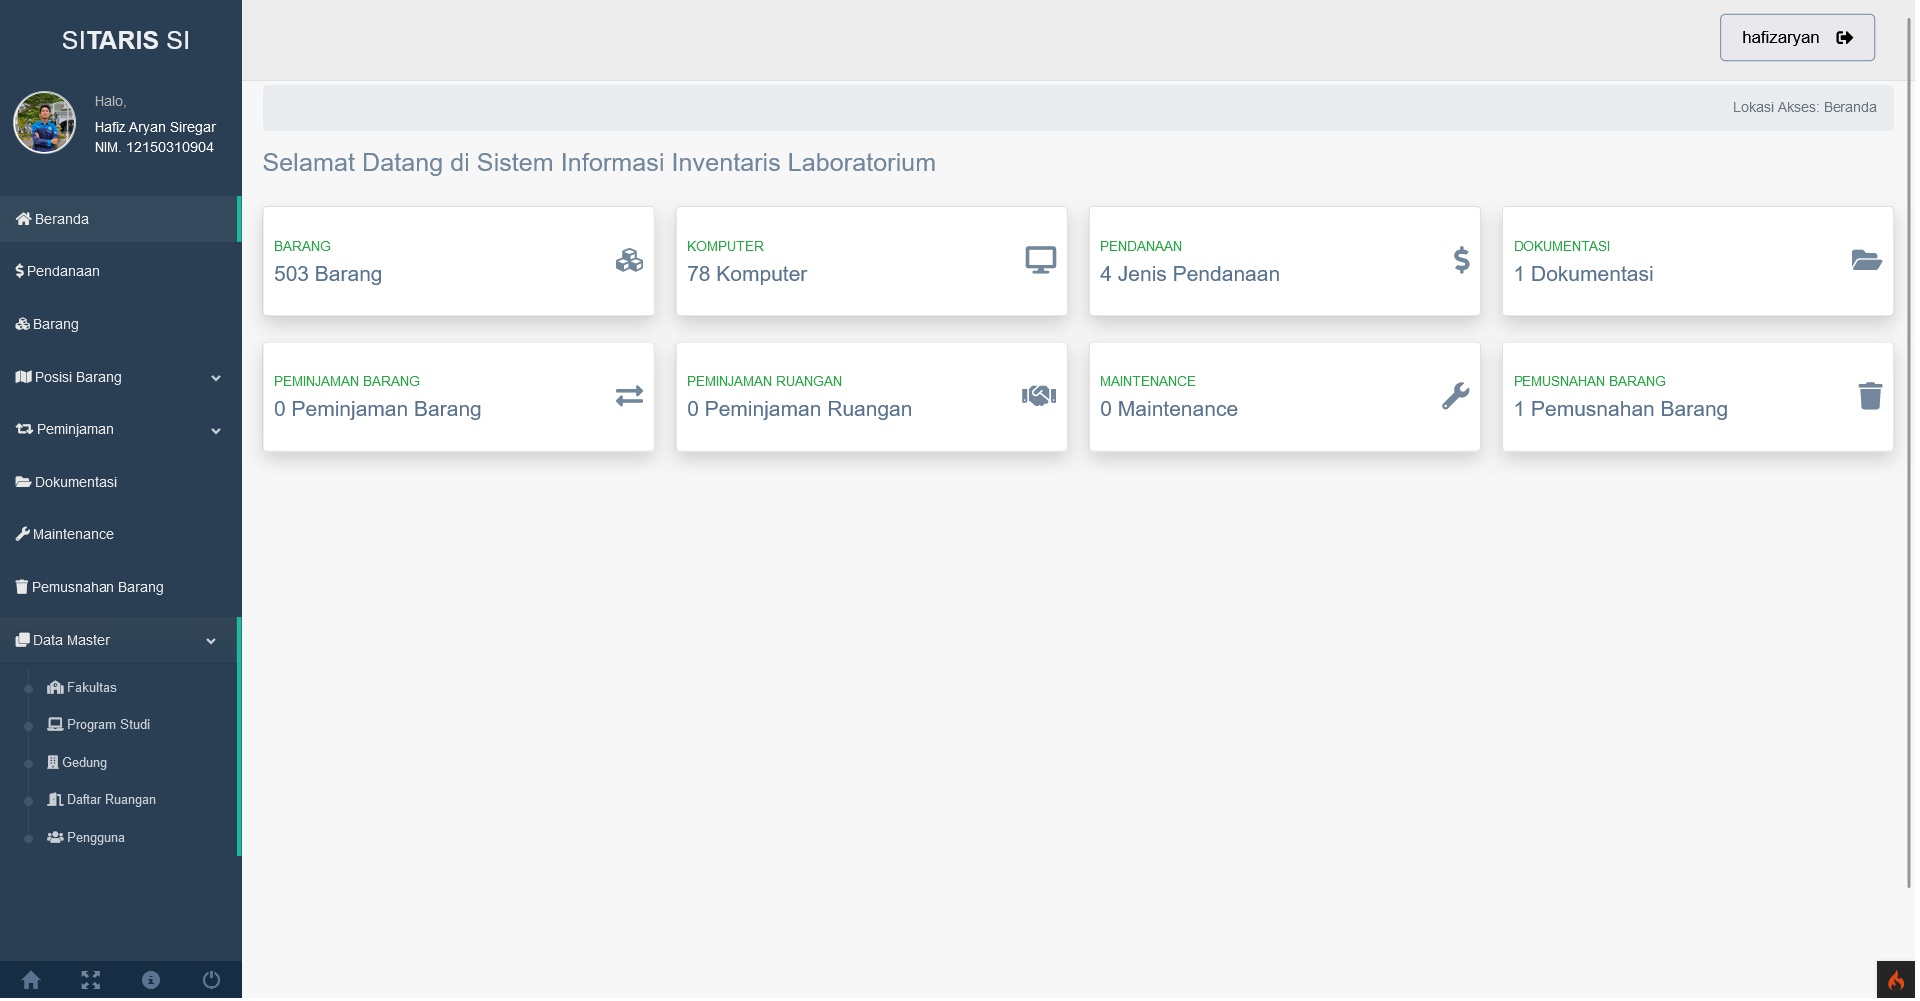 SITARIS SI
Halo,
Hafiz Aryan Siregar
NIM. 12150310904
Beranda
Pendanaan
Barang
Posisi Barang
Peminjaman
Dokumentasi
Maintenance
Pemusnahan Barang
Data Master
Fakultas
Program Studi
Gedung
Daftar Ruangan
Pengguna
hafizaryan
Lokasi Akses: Beranda
Selamat Datang di Sistem Informasi Inventaris Laboratorium
BARANG
503 Barang
KOMPUTER
78 Komputer
PENDANAAN
4 Jenis Pendanaan
DOKUMENTASI
1 Dokumentasi
PEMINJAMAN BARANG
0 Peminjaman Barang
PEMINJAMAN RUANGAN
0 Peminjaman Ruangan
MAINTENANCE
0 Maintenance
PEMUSNAHAN BARANG
1 Pemusnahan Barang